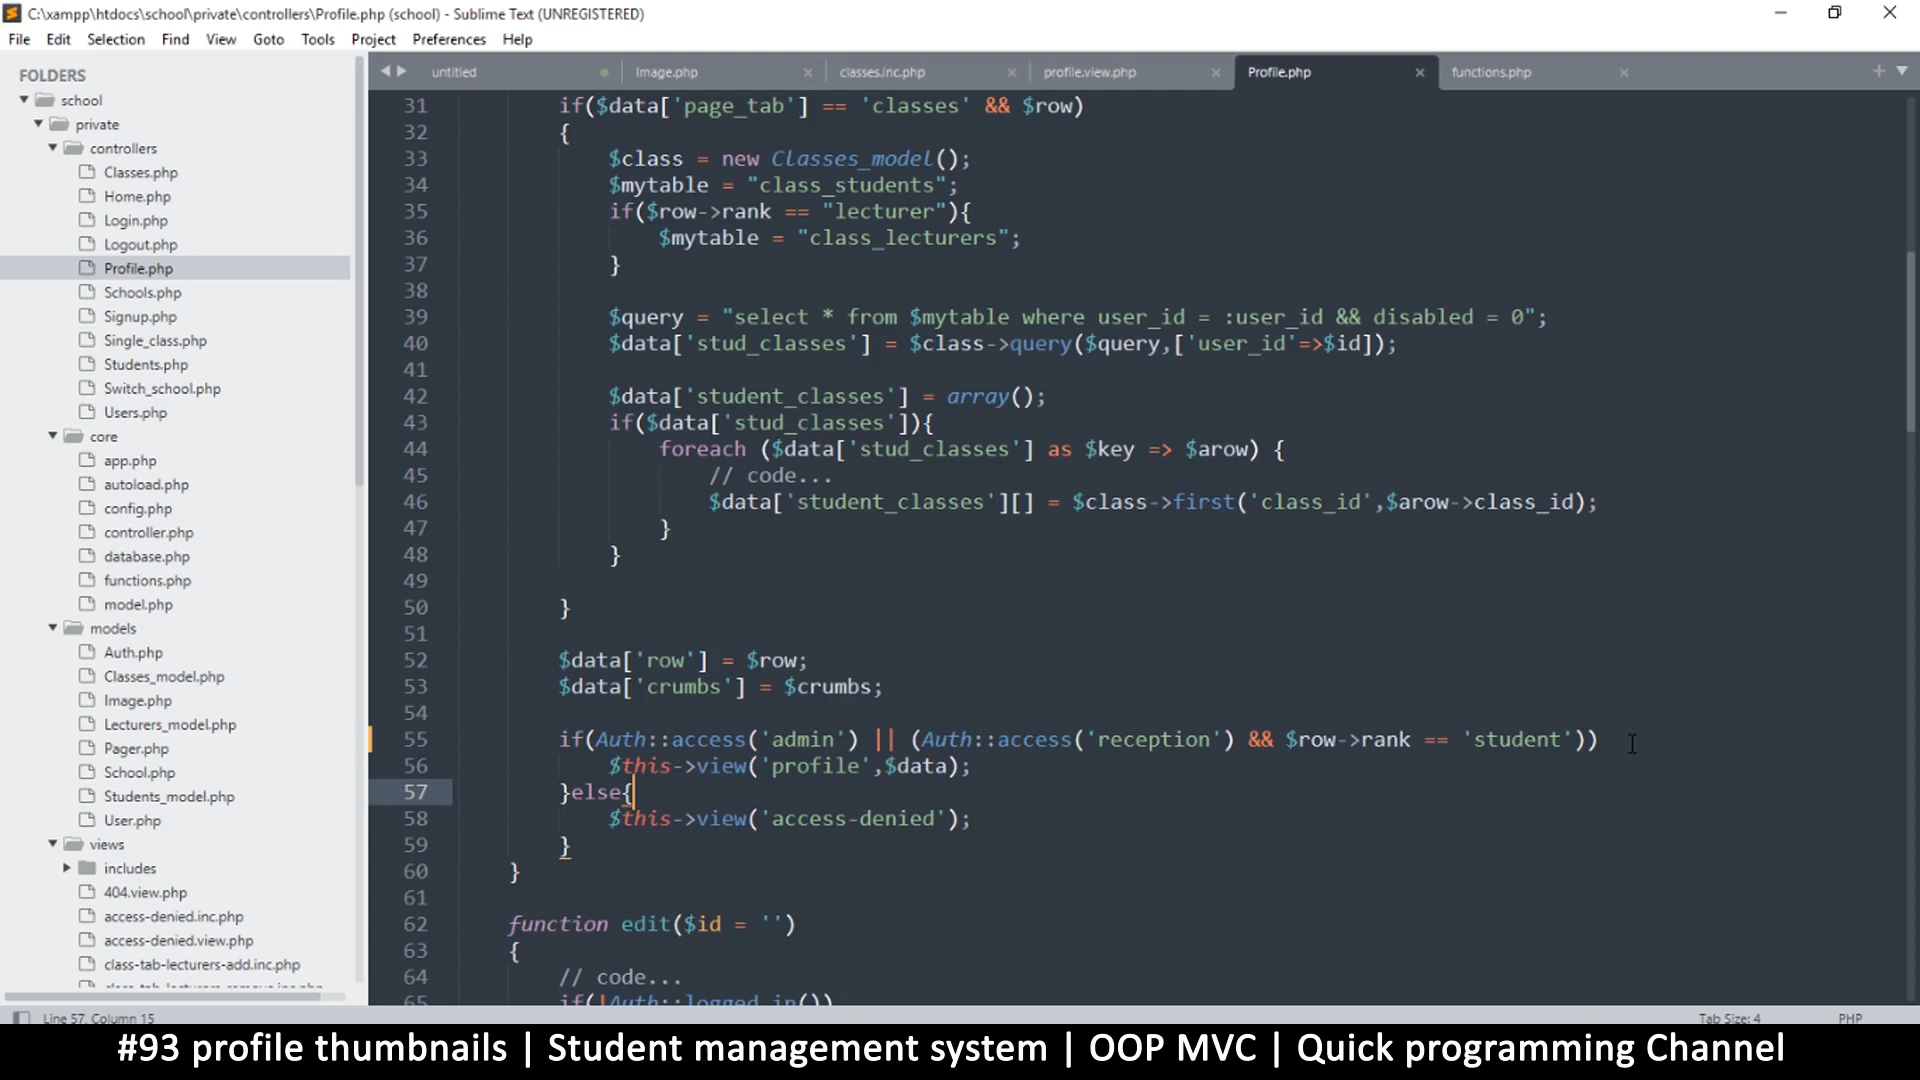 C:\xampp\htdocs\school\private\controllers\Profile.php (school) - Sublime Text (UNREGISTERED)
File Edit Selection Find View Goto Tools Project Preferences Help
FOLDERS
school
private
controllers
Classes.php
Home.php
Login.php
Logout.php
Profile.php
Schools.php
Signup.php
Single_class.php
Students.php
Switch_school.php
Users.php
core
app.php
autoload.php
config.php
controller.php
database.php
functions.php
model.php
models
Auth.php
Classes_model.php
Image.php
Lecturers_model.php
Pager.php
School.php
Students_model.php
User.php
views
includes
404.view.php
access-denied.inc.php
access-denied.view.php
class-tab-lecturers-add.inc.php
class-tab-lecturers-remove.inc.php
untitled Image.php classes.inc.php profile.view.php Profile.php functions.php
31 if($data['page_tab'] == 'classes' && $row)
32 {
33 $class = new Classes_model();
34 $mytable = "class_students";
35 if($row->rank == "lecturer"){
36 $mytable = "class_lecturers";
37 }
38
39 $query = "select * from $mytable where user_id = :user_id && disabled = 0";
40 $data['stud_classes'] = $class->query($query,['user_id'=>$id]);
41
42 $data['student_classes'] = array();
43 if($data['stud_classes']){
44 foreach ($data['stud_classes'] as $key => $arow) {
45 // code...
46 $data['student_classes'][] = $class->first('class_id',$arow->class_id);
47 }
48 }
49
50 }
51
52 $data['row'] = $row;
53 $data['crumbs'] = $crumbs;
54
55 if(Auth::access('admin') || (Auth::access('reception') && $row->rank == 'student'))
56 $this->view('profile',$data);
57 }else{
58 $this->view('access-denied');
59 }
60 }
61
62 function edit($id = '')
63 {
64 // code...
65 if(!Auth::logged_in())
Line 57, Column 15 Tab Size: 4 PHP
#93 profile thumbnails | Student management system | OOP MVC | Quick programming Channel